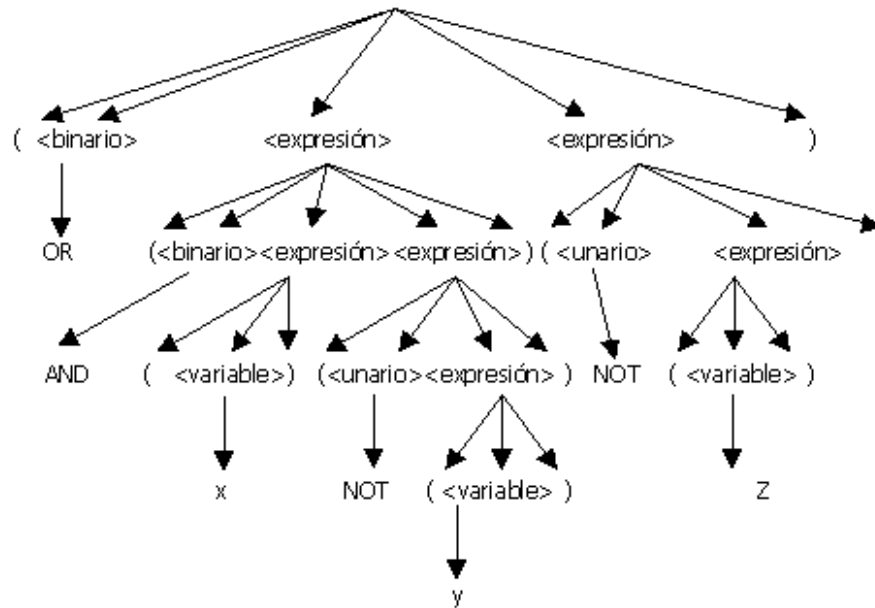 ( <binario> <expresión> <expresión> )
OR (<binario><expresión><expresión>) ( <unario> <expresión>
AND ( <variable>) (<unario><expresión> ) NOT ( <variable> )
x NOT ( <variable> ) Z
y